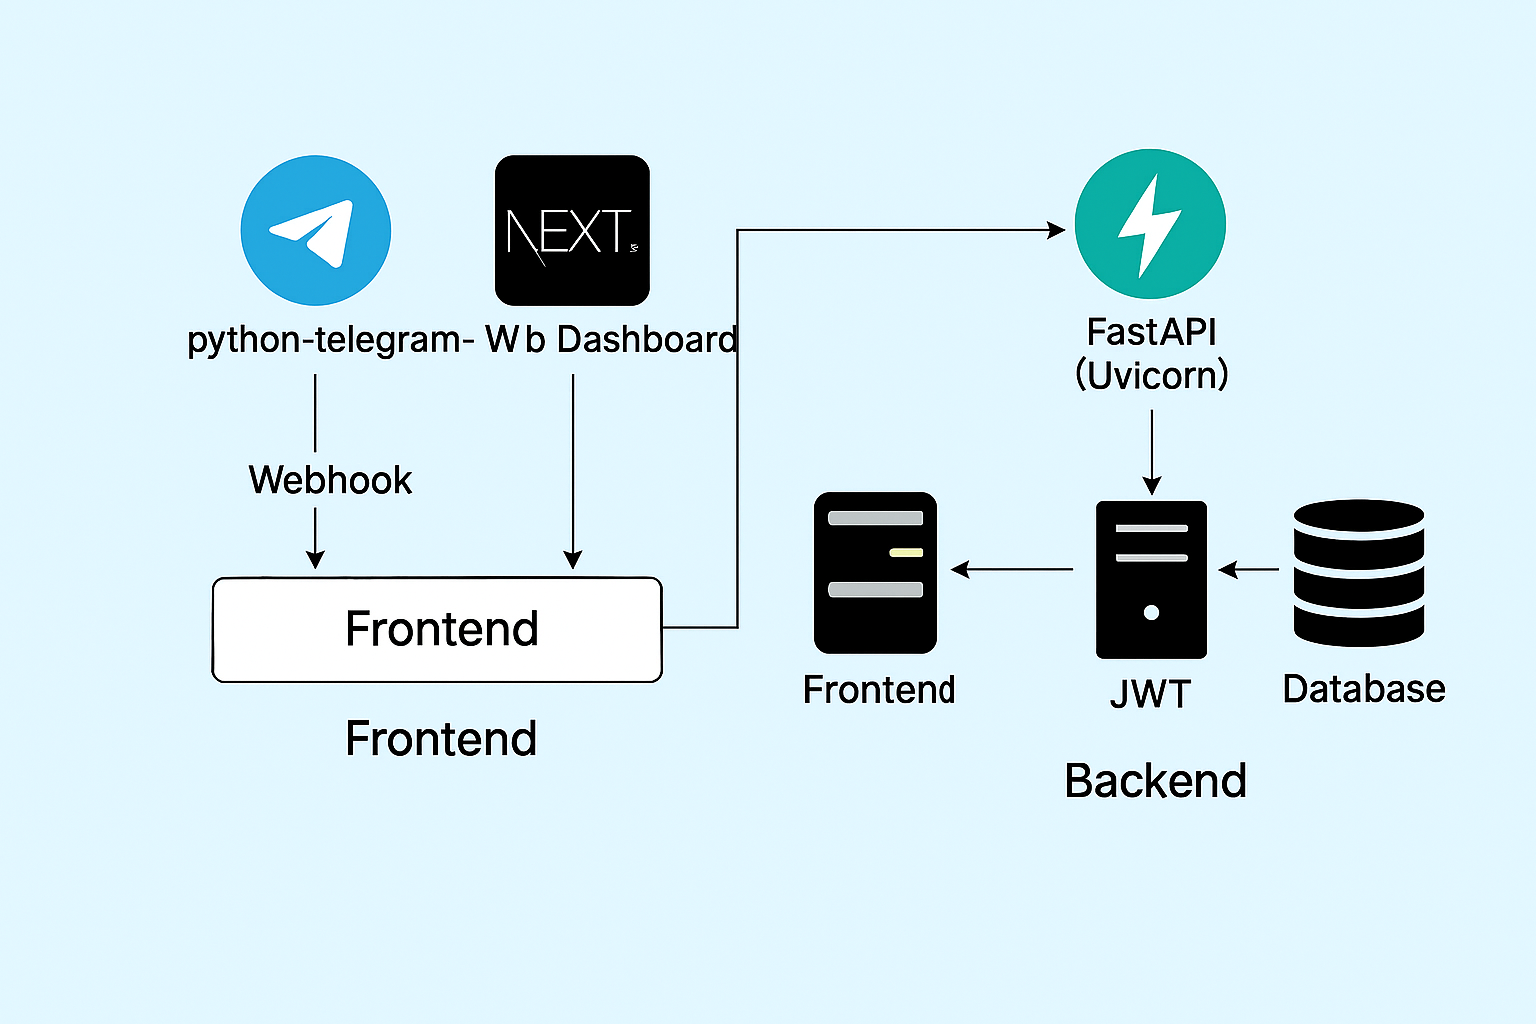 NEXT.
python-telegram- Wb Dashboard
Webhook
Frontend
Frontend
FastAPI
(Uvicorn)
Frontend
JWT
Database
Backend